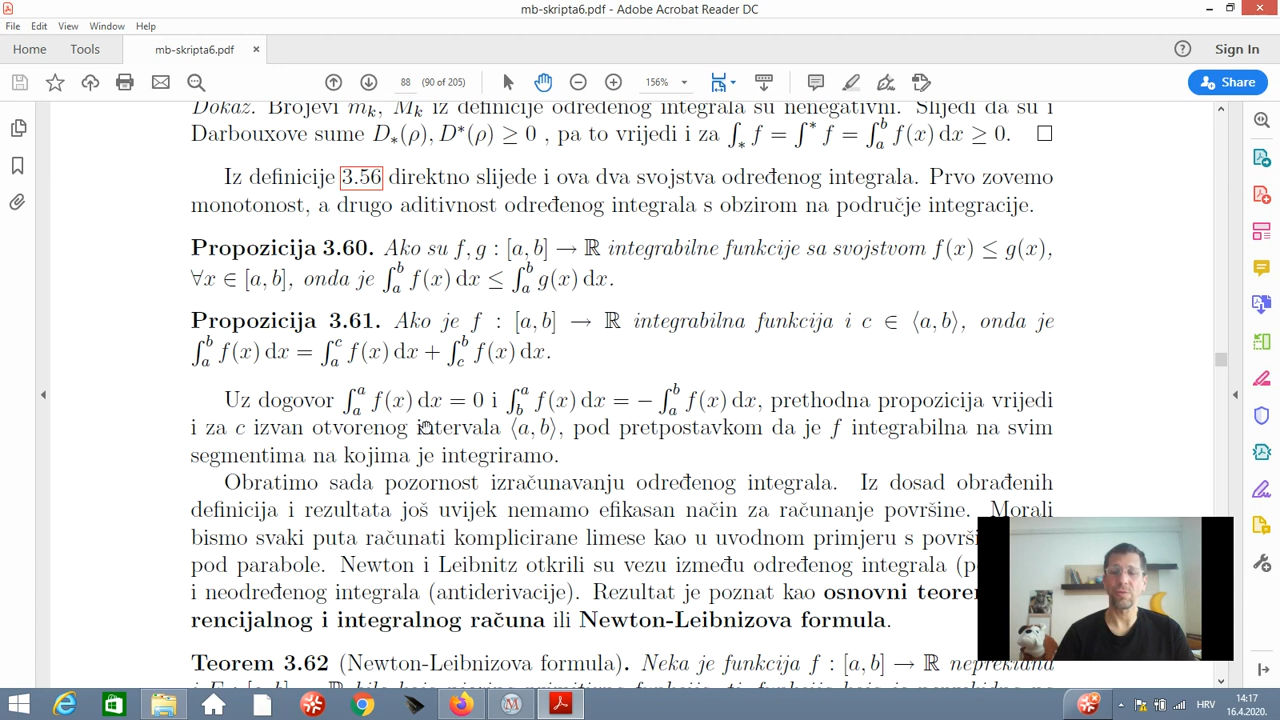 mb-skripta6.pdf - Adobe Acrobat Reader DC
File Edit View Window Help
Home Tools mb-skripta6.pdf × Sign In
88 (90 of 205) 156% Share
Dokaz. Brojevi m_k, M_k iz definicije određenog integrala su nenegativni. Slijedi da su i
Darbouxove sume D_*(ρ), D^*(ρ) ≥ 0 , pa to vrijedi i za ∫_* f = ∫^* f = ∫_a^b f(x) dx ≥ 0. □
Iz definicije 3.56 direktno slijede i ova dva svojstva određenog integrala. Prvo zovemo
monotonost, a drugo aditivnost određnog integrala s obzirom na područje integracije.
Propozicija 3.60. Ako su f, g : [a, b] → ℝ integrabilne funkcije sa svojstvom f(x) ≤ g(x),
∀x ∈ [a, b], onda je ∫_a^b f(x) dx ≤ ∫_a^b g(x) dx.
Propozicija 3.61. Ako je f : [a, b] → ℝ integrabilna funkcija i c ∈ ⟨a, b⟩, onda je
∫_a^b f(x) dx = ∫_a^c f(x) dx + ∫_c^b f(x) dx.
Uz dogovor ∫_a^a f(x) dx = 0 i ∫_b^a f(x) dx = − ∫_a^b f(x) dx, prethodna propozicija vrijedi
i za c izvan otvorenog intervala ⟨a, b⟩, pod pretpostavkom da je f integrabilna na svim
segmentima na kojima je integriramo.
Obratimo sada pozornost izračunavanju određenog integrala. Iz dosad obrađenih
definicija i rezultata još uvijek nemamo efikasan način za računanje površine. Morali
bismo svaki puta računati komplicirane limese kao u uvodnom primjeru s
pod parabole. Newton i Leibnitz otkrili su vezu između određenog integrala
i neodređenog integrala (antiderivacije). Rezultat je poznat kao osnovni
rencijalnog i integralnog računa ili Newton-Leibnizova formula.
Teorem 3.62 (Newton-Leibnizova formula). Neka je funkcija f : [a, b] → ℝ neprekidna
HRV 14:17
16.4.2020.